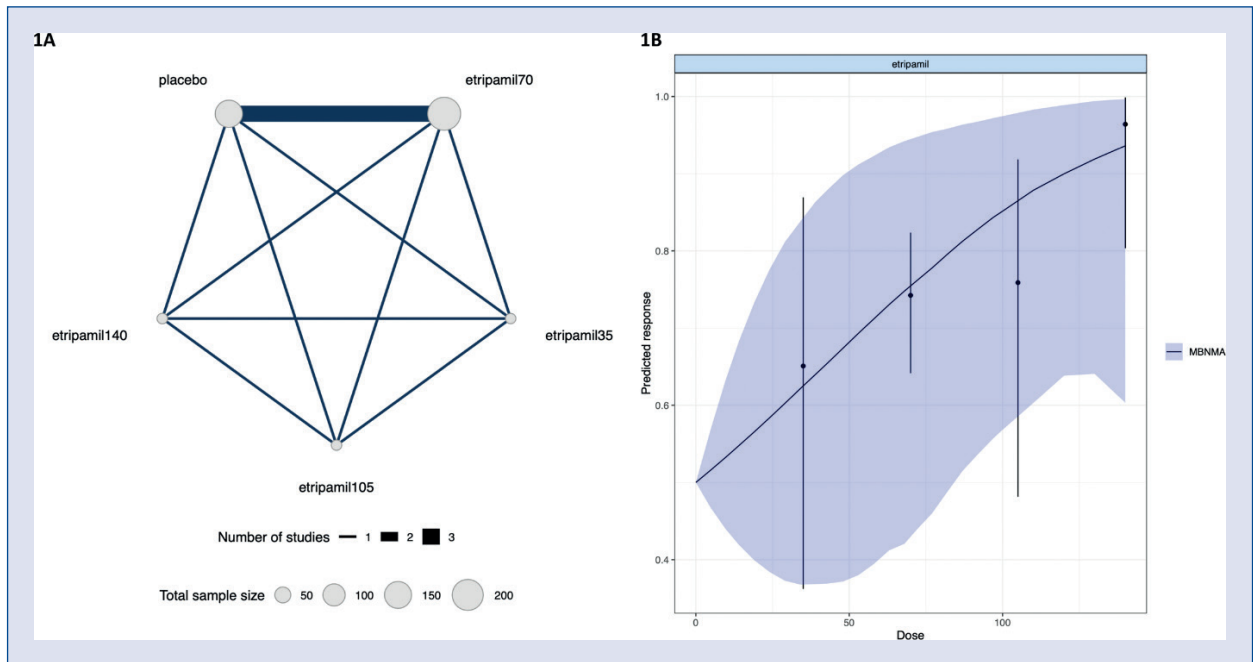 1A
placebo
etripamil70
etripamil140
etripamil35
etripamil105
Number of studies 1 2 3
Total sample size 50 100 150 200
1B
etripamil
1.0
0.8
0.6
0.4
Predicted response
0 50 100
Dose
MBNMA